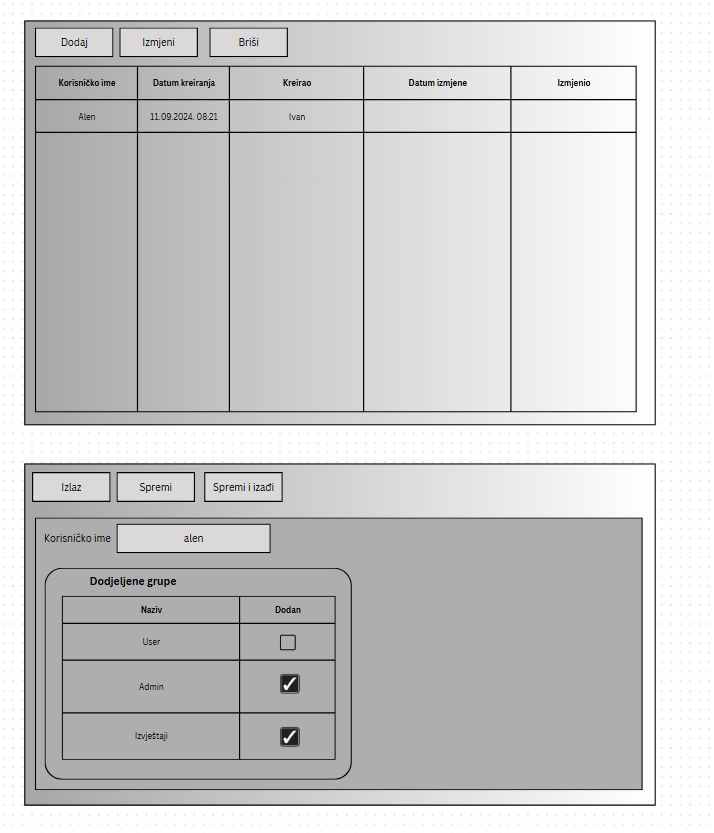 Dodaj Izmjeni Briši
Korisničko ime Datum kreiranja Kreirao Datum izmjene Izmjenio
Alen 11.09.2024. 08:21 Ivan
Izlaz Spremi Spremi i izađi
Korisničko ime alen
Dodjeljene grupe
Naziv Dodan
User
Admin
Izvještaji